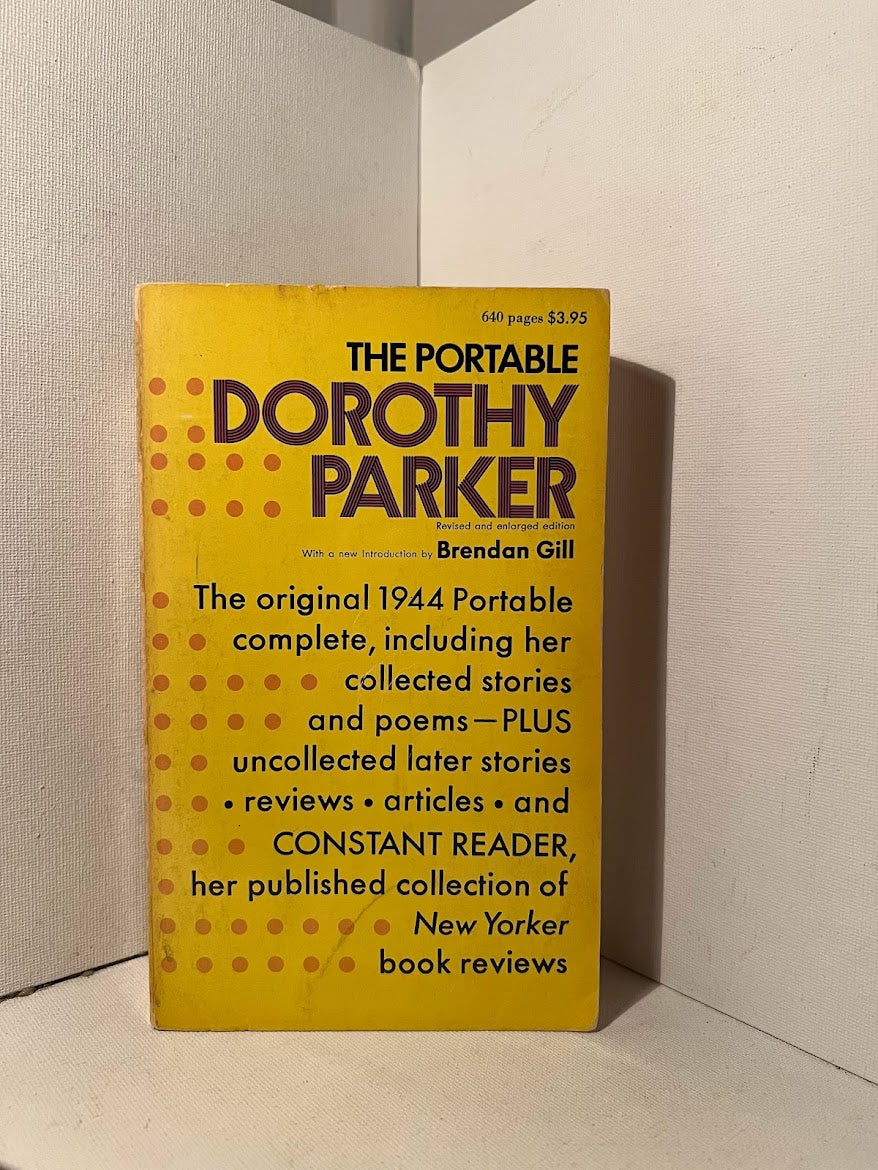 640 pages $3.95
THE PORTABLE
DOROTHY
PARKER
Revised and enlarged edition
With a new Introduction by Brendan Gill
The original 1944 Portable
complete, including her
collected stories
and poems—PLUS
uncollected later stories
• reviews • articles • and
CONSTANT READER,
her published collection of
New Yorker
book reviews